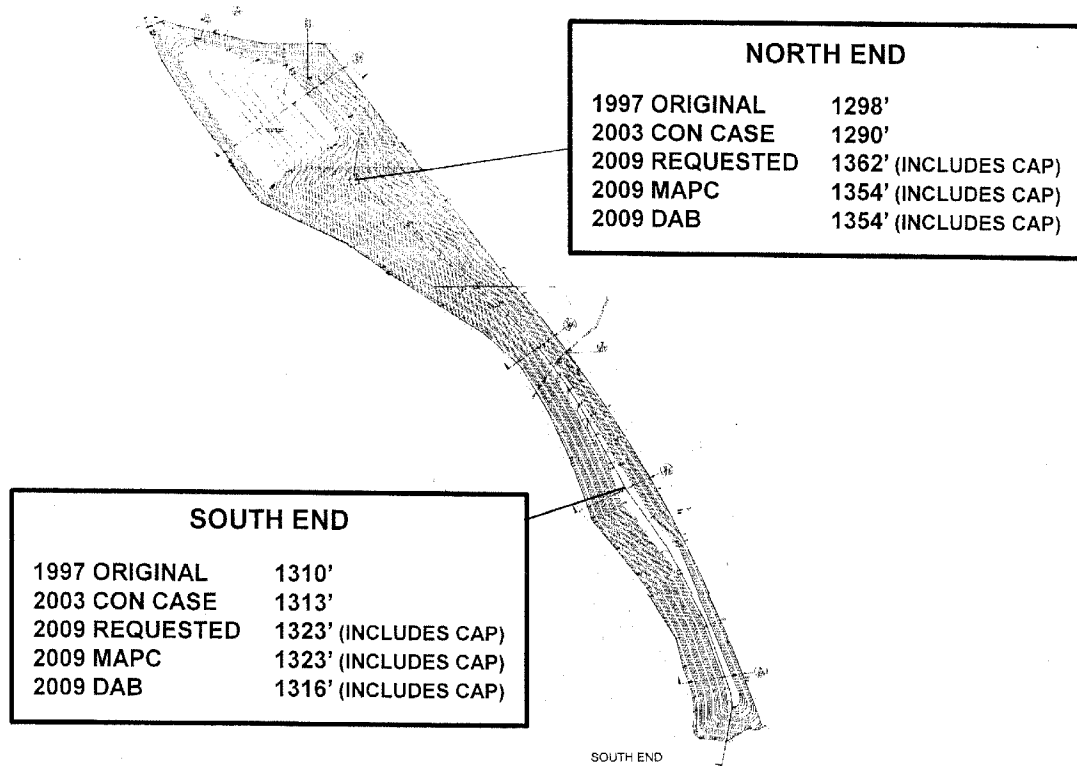 NORTH END
1997 ORIGINAL 1298'
2003 CON CASE 1290'
2009 REQUESTED 1362' (INCLUDES CAP)
2009 MAPC 1354' (INCLUDES CAP)
2009 DAB 1354' (INCLUDES CAP)
SOUTH END
1997 ORIGINAL 1310'
2003 CON CASE 1313'
2009 REQUESTED 1323' (INCLUDES CAP)
2009 MAPC 1323' (INCLUDES CAP)
2009 DAB 1316' (INCLUDES CAP)
SOUTH END